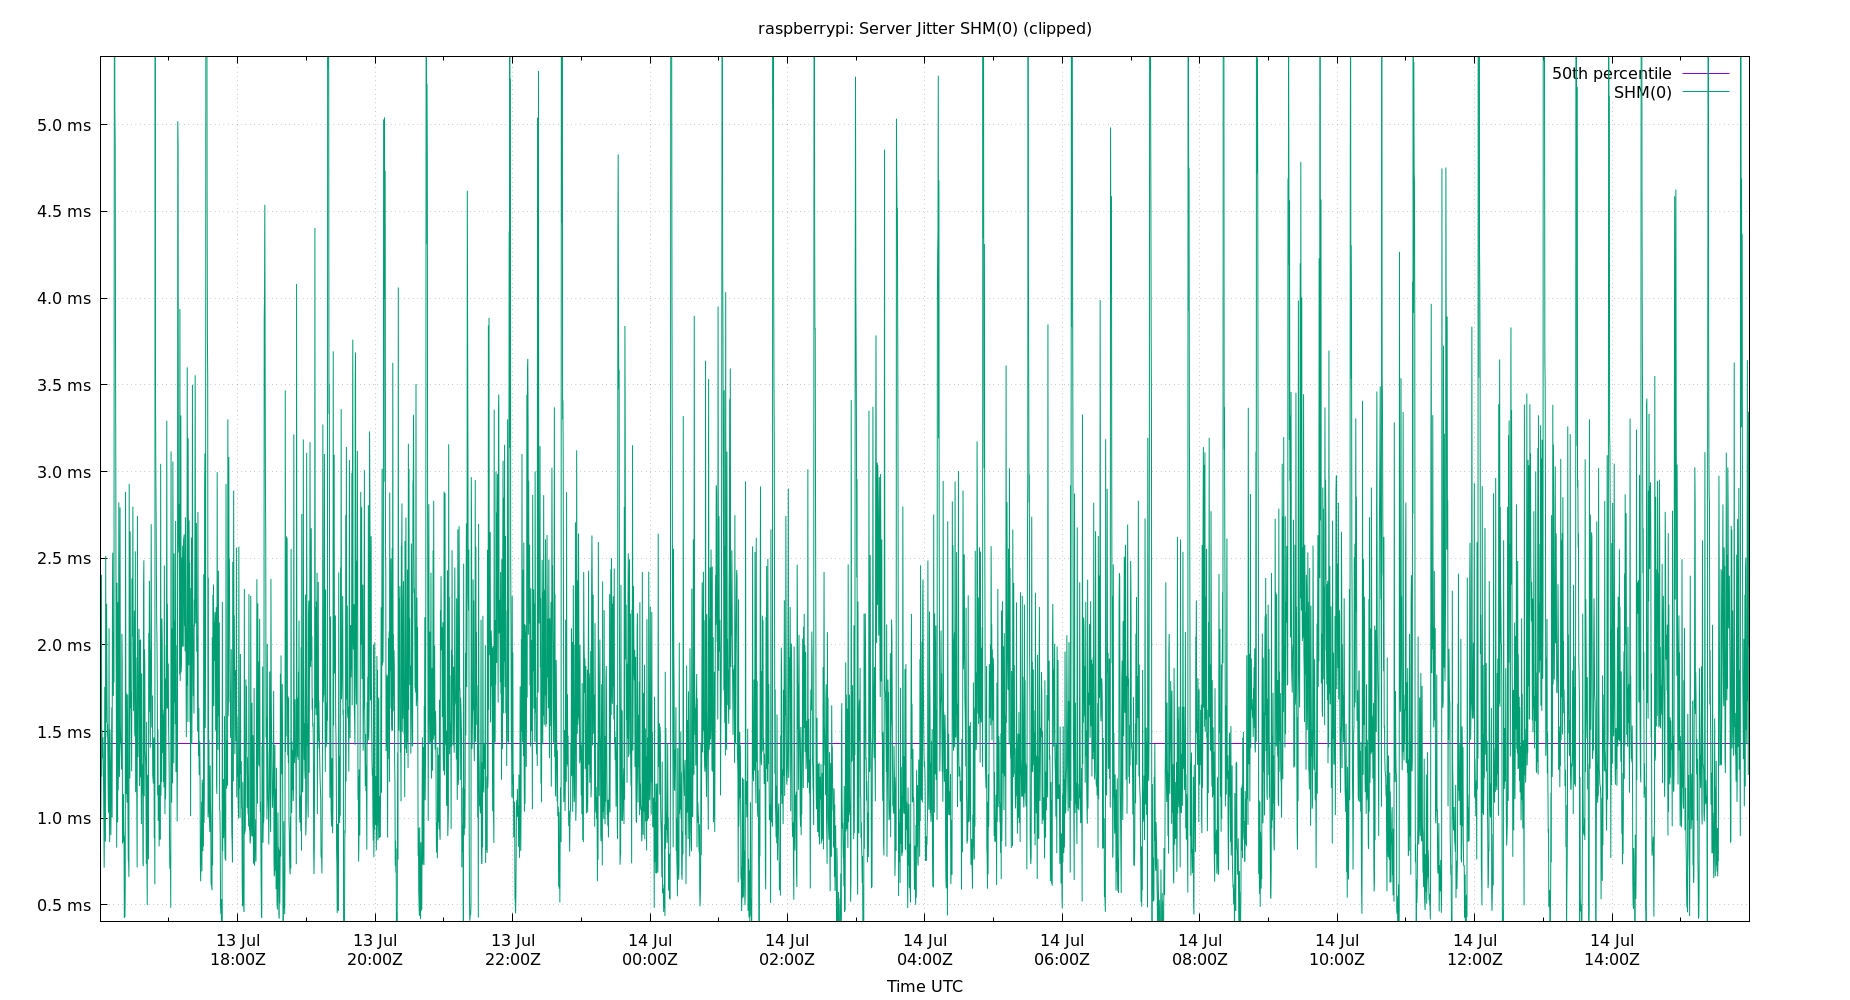 raspberrypi: Server Jitter SHM(0) (clipped)
50th percentile
SHM(0)
5.0 ms
4.5 ms
4.0 ms
3.5 ms
3.0 ms
2.5 ms
2.0 ms
1.5 ms
1.0 ms
0.5 ms
13 Jul 13 Jul 13 Jul 14 Jul 14 Jul 14 Jul 14 Jul 14 Jul 14 Jul 14 Jul 14 Jul
18:00Z 20:00Z 22:00Z 00:00Z 02:00Z 04:00Z 06:00Z 08:00Z 10:00Z 12:00Z 14:00Z
Time UTC